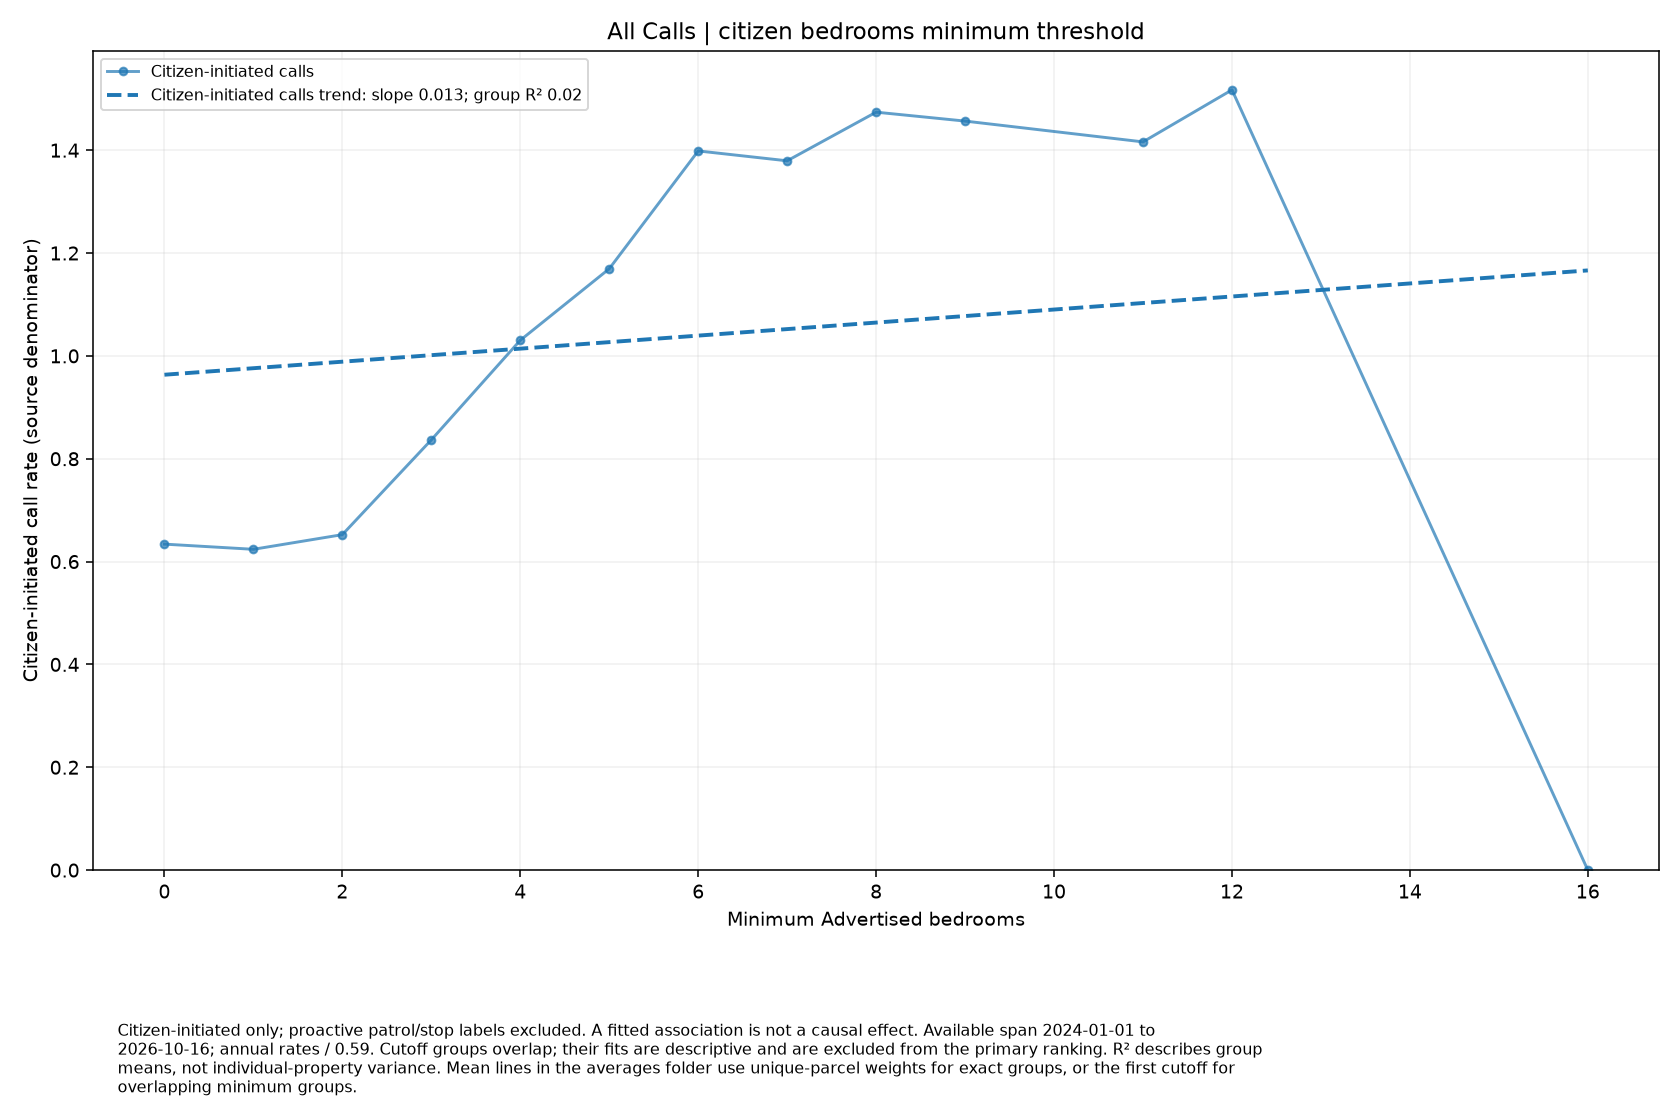 All Calls | citizen bedrooms minimum threshold
Citizen-initiated calls
Citizen-initiated calls trend: slope 0.013; group R² 0.02
Citizen-initiated call rate (source denominator)
1.4
1.2
1.0
0.8
0.6
0.4
0.2
0.0
0 2 4 6 8 10 12 14 16
Minimum Advertised bedrooms
Citizen-initiated only; proactive patrol/stop labels excluded. A fitted association is not a causal effect. Available span 2024-01-01 to
2026-10-16; annual rates / 0.59. Cutoff groups overlap; their fits are descriptive and are excluded from the primary ranking. R² describes group
means, not individual-property variance. Mean lines in the averages folder use unique-parcel weights for exact groups, or the first cutoff for
overlapping minimum groups.